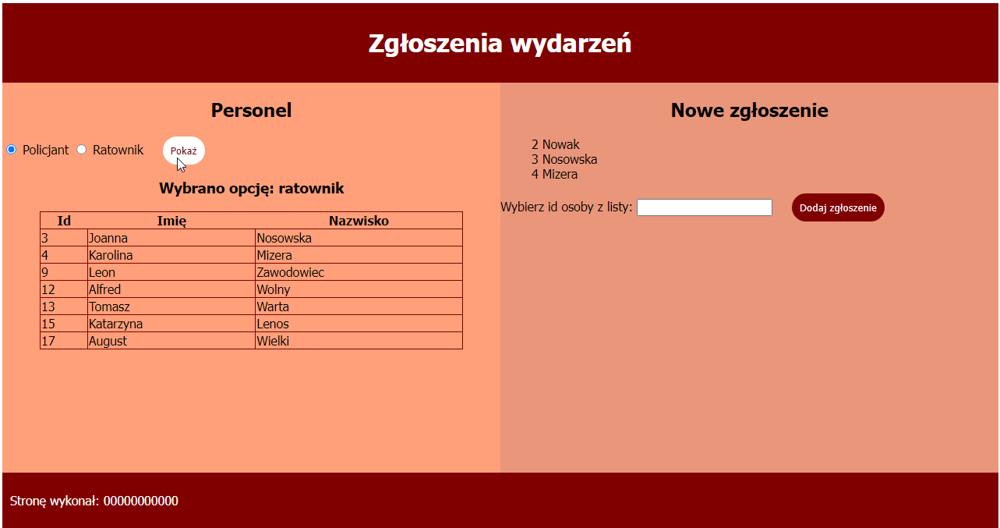 Zgłoszenia wydarzeń
Personel
Policjant Ratownik Pokaż
Wybrano opcję: ratownik
Id Imię Nazwisko
3 Joanna Nosowska
4 Karolina Mizera
9 Leon Zawodowiec
12 Alfred Wolny
13 Tomasz Warta
15 Katarzyna Lenos
17 August Wielki
Nowe zgłoszenie
2 Nowak
3 Nosowska
4 Mizera
Wybierz id osoby z listy: Dodaj zgłoszenie
Stronę wykonał: 00000000000